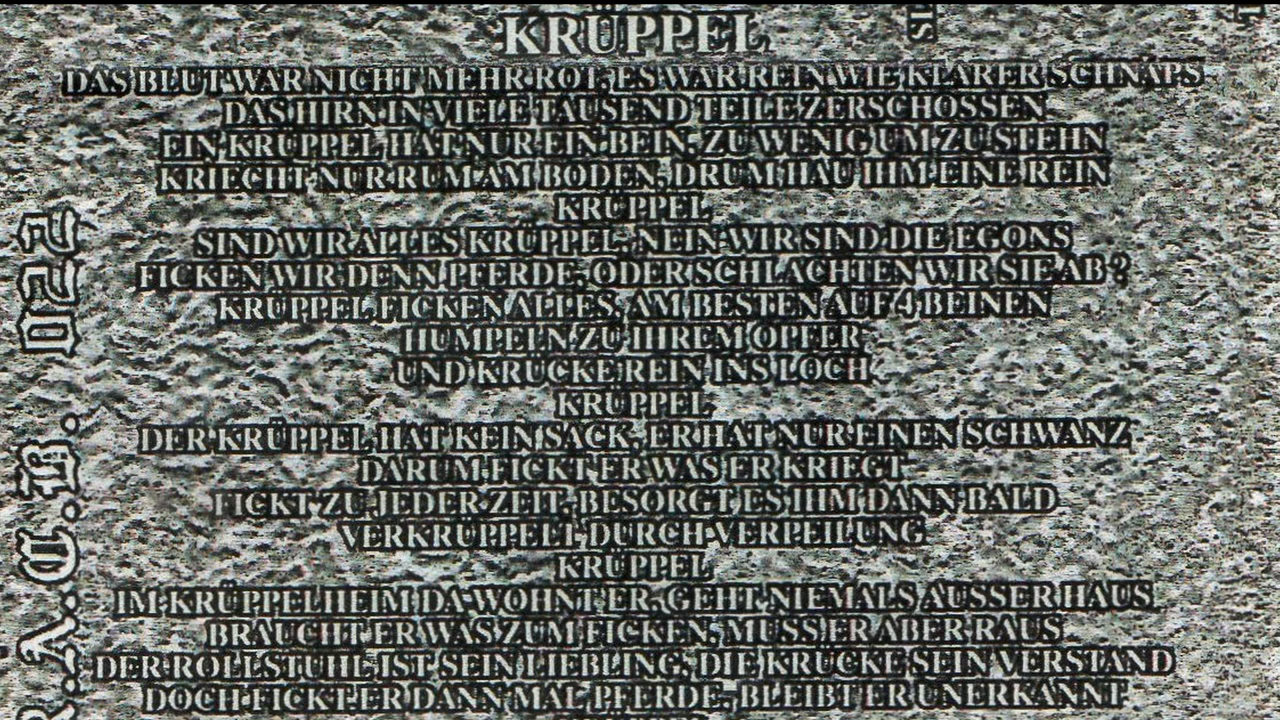 KRÜPPEL
DAS BLUT WAR NICHT MEHR ROT, ES WAR REIN WIE KLARER SCHNAPS
DAS HIRN IN VIELE TAUSEND TEILE ZERSCHOSSEN
EIN KRÜPPEL HAT NUR EIN BEIN, ZU WENIG UM ZU STEHN
KRIECHT NUR RUM AM BODEN, DRUM HAU IHM EINE REIN
KRÜPPEL
SIND WIR ALLES KRÜPPEL, NEIN WIR SIND DIE EGONS
FICKEN WIR DENN PFERDE, ODER SCHLACHTEN WIR SIE AB ?
KRÜPPEL FICKEN ALLES, AM BESTEN AUF 4 BEINEN
HUMPELN ZU IHREM OPFER
UND KRÜCKE REIN INS LOCH
KRÜPPEL
DER KRÜPPEL HAT KEIN SACK, ER HAT NUR EINEN SCHWANZ
DARUM FICKT ER WAS ER KRIEGT
FICKT ZU JEDER ZEIT, BESORGT ES IHM DANN BALD
VERKRÜPPELT DURCH VERPEILUNG
KRÜPPEL
IM KRÜPPELHEIM DA WOHNT ER, GEHT NIEMALS AUSSER HAUS
BRAUCHT ER WAS ZUM FICKEN, MUSS ER ABER RAUS
DER ROLLSTUHL IST SEIN LIEBLING, DIE KRÜCKE SEIN VERSTAND
DOCH FICKT ER DANN MAL PFERDE, BLEIBT ER UNERKANNT